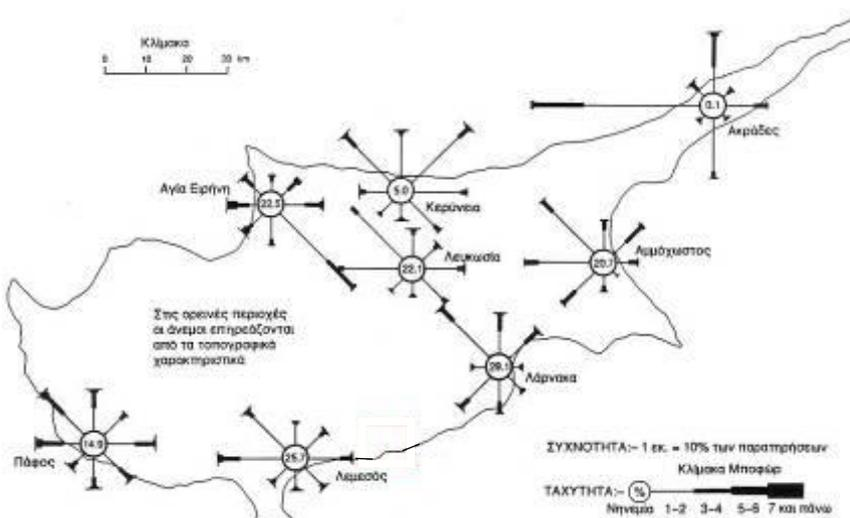 Κλίμακα
0 10 20 30 km
0.1
Ακράδες
Αγία Ειρήνη
22.5
5.0
Κερύνεια
Λευκωσία
22.1
Αμμόχωστος
20.7
Στις ορεινές περιοχές
οι άνεμοι επηρεάζονται
από τα τοπογραφικά
χαρακτηριστικά
Λάρνακα
Πάφος
14.9
25.7
Λεμεσός
ΣΥΧΝΟΤΗΤΑ:- 1 εκ. = 10% των παρατηρήσεων
Κλίμακα Μποφώρ
ΤΑΧΥΤΗΤΑ:- %
Νηνεμία 1-2 3-4 5-6 7 και πάνω